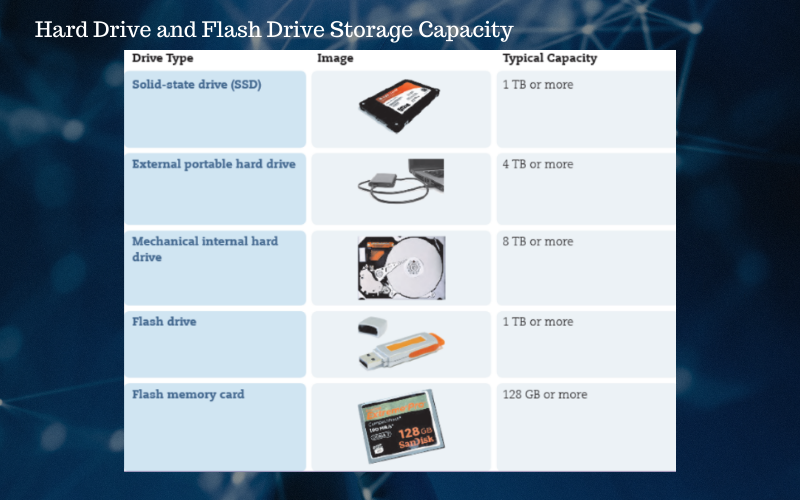 Hard Drive and Flash Drive Storage Capacity
Drive Type Image Typical Capacity
Solid-state drive (SSD) 1 TB or more
External portable hard drive 4 TB or more
Mechanical internal hard 8 TB or more
drive
Flash drive 1 TB or more
Flash memory card 128 GB or more
128GB
SanDisk